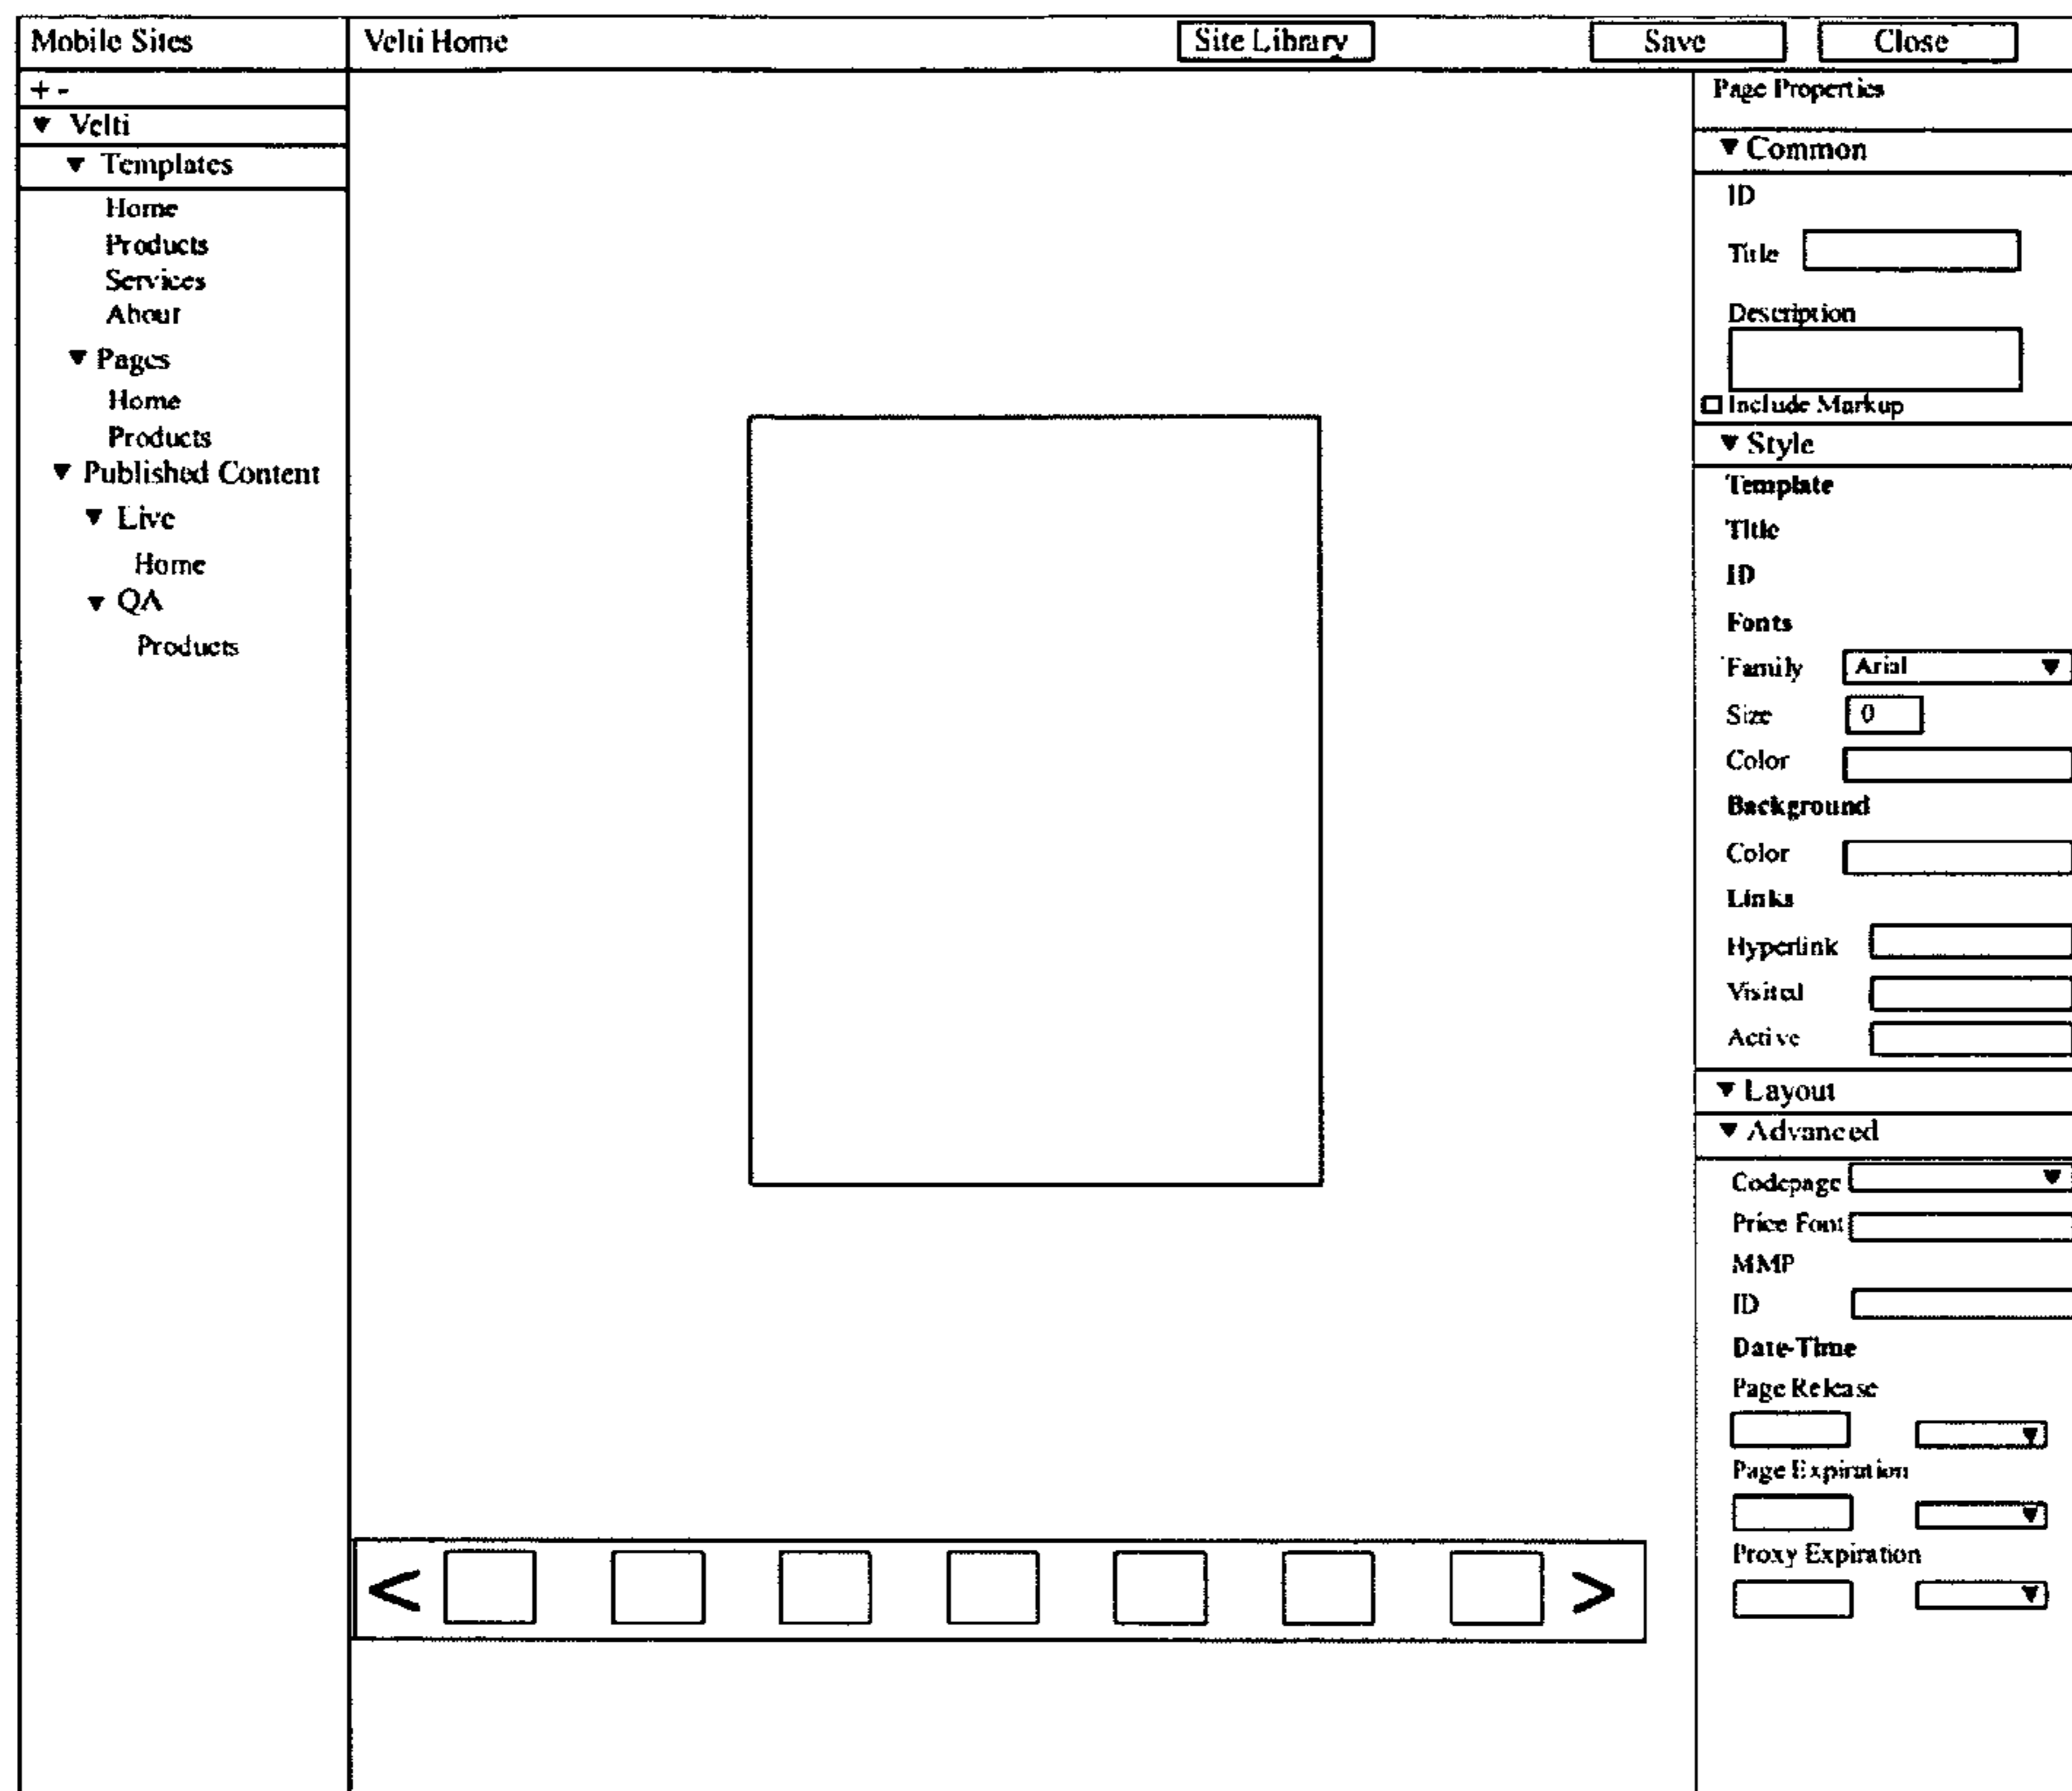 Mobile Sites
Velti Home
Site Library
Save
Close
+ -
▼ Velti
▼ Templates
Home
Products
Services
About
▼ Pages
Home
Products
▼ Published Content
▼ Live
Home
▼ QA
Products
<
>
Page Properties
▼ Common
ID
Title
Description
Include Markup
▼ Style
Template
Title
ID
Fonts
Family Arial ▼
Size 0
Color
Background
Color
Links
Hyperlink
Visited
Active
▼ Layout
▼ Advanced
Codepage ▼
Price Font
MMP
ID
Date-Time
Page Release
▼
Page Expiration
▼
Proxy Expiration
▼